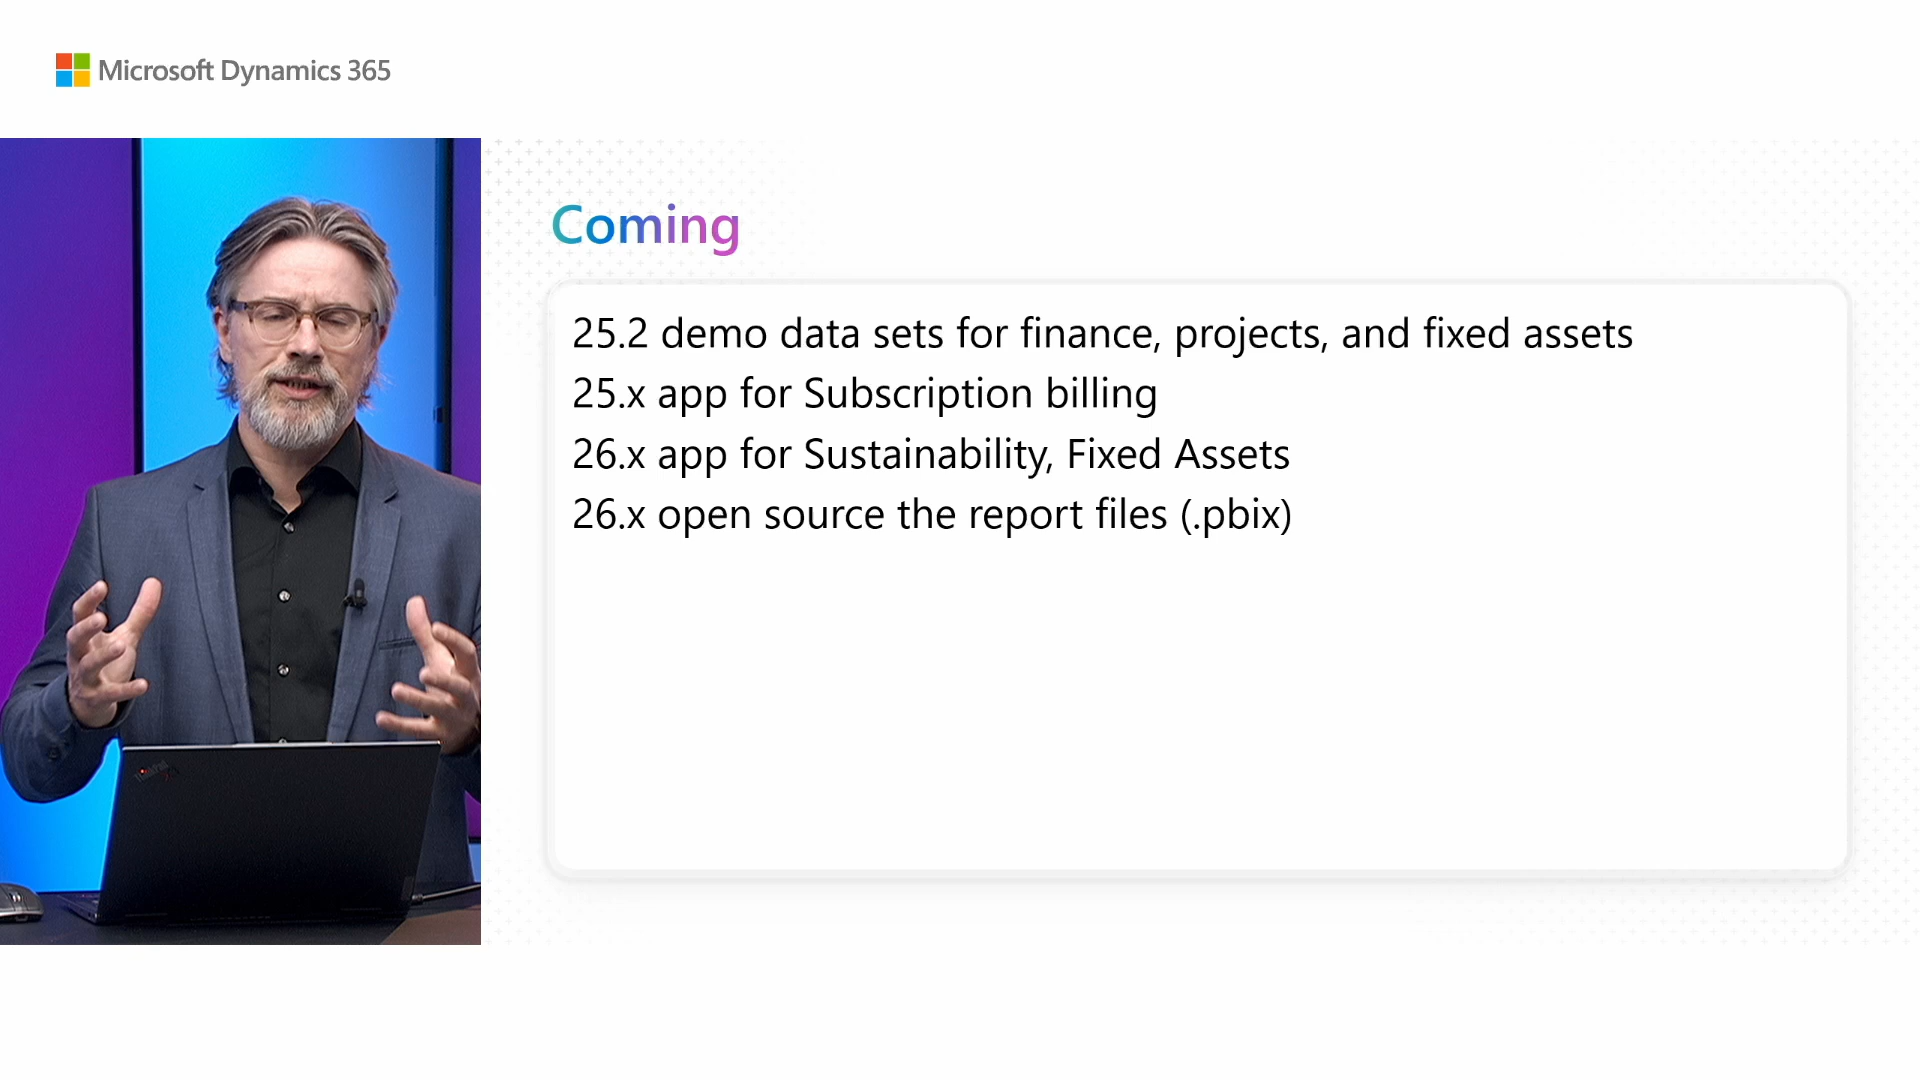 Microsoft Dynamics 365
Coming
25.2 demo data sets for finance, projects, and fixed assets
25.x app for Subscription billing
26.x app for Sustainability, Fixed Assets
26.x open source the report files (.pbix)
ThinkPad